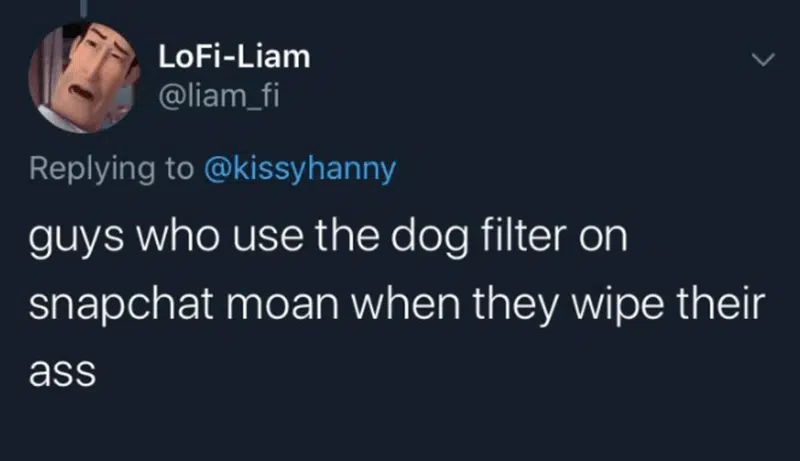 LoFi-Liam
@liam_fi
Replying to @kissyhanny
guys who use the dog filter on
snapchat moan when they wipe their
ass